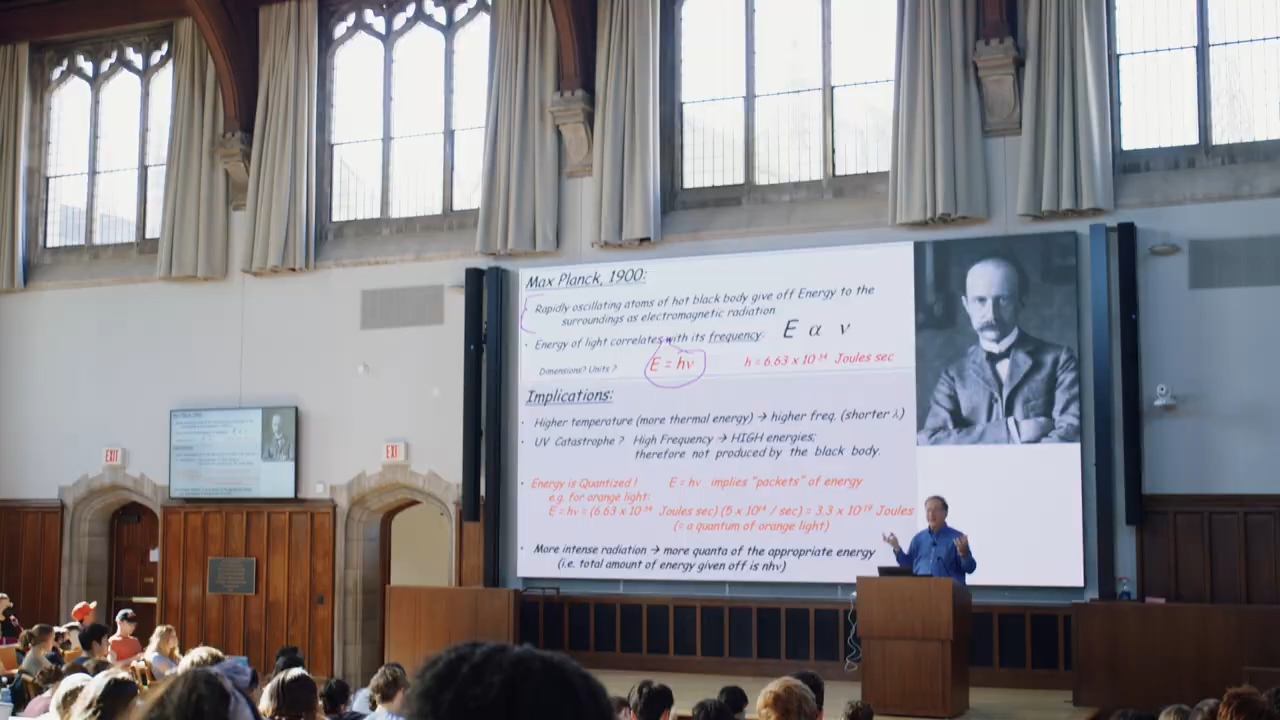 Max Planck, 1900:
Rapidly oscillating atoms of hot black body give off Energy to the
surroundings as electromagnetic radiation
• Energy of light correlates with its frequency: E α ν
Dimensions? Units? E = hν h = 6.63 x 10⁻³⁴ Joules sec
Implications:
• Higher temperature (more thermal energy) → higher freq. (shorter λ)
• UV Catastrophe? High Frequency → HIGH energies;
therefore not produced by the black body.
• Energy is Quantized! E = hν implies "packets" of energy
e.g. for orange light:
E = hν = (6.63 x 10⁻³⁴ Joules sec) (5 x 10¹⁴ / sec) = 3.3 x 10⁻¹⁹ Joules
(= a quantum of orange light)
• More intense radiation → more quanta of the appropriate energy
(i.e. total amount of energy given off is nhν)
EXIT
EXIT